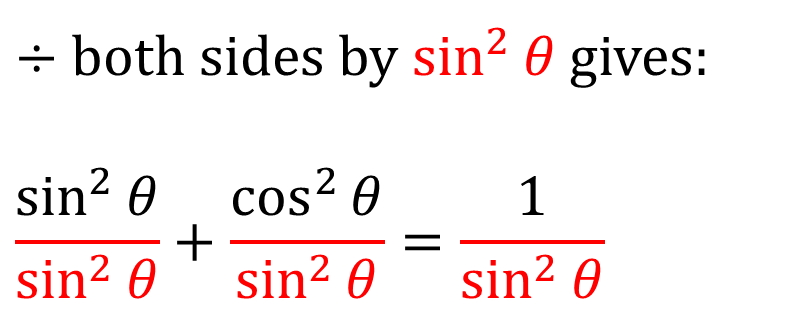 ÷ both sides by sin² θ gives:
sin² θ / sin² θ + cos² θ / sin² θ = 1 / sin² θ